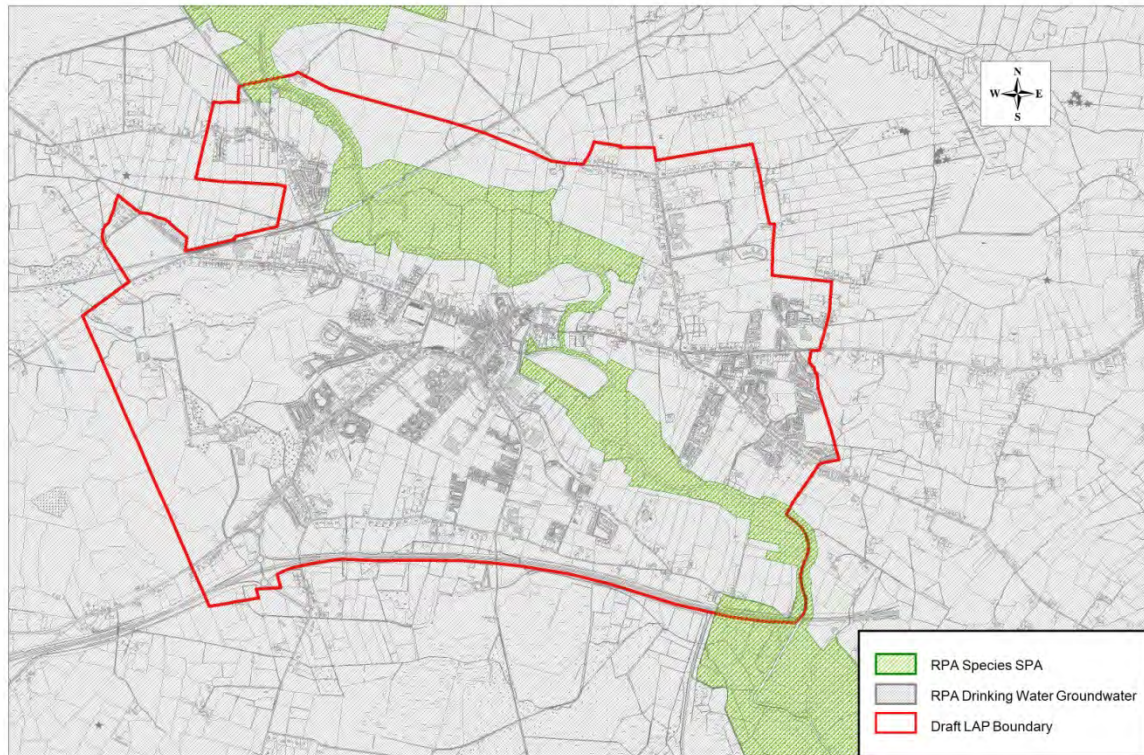 N
W E
S
RPA Species SPA
RPA Drinking Water Groundwater
Draft LAP Boundary